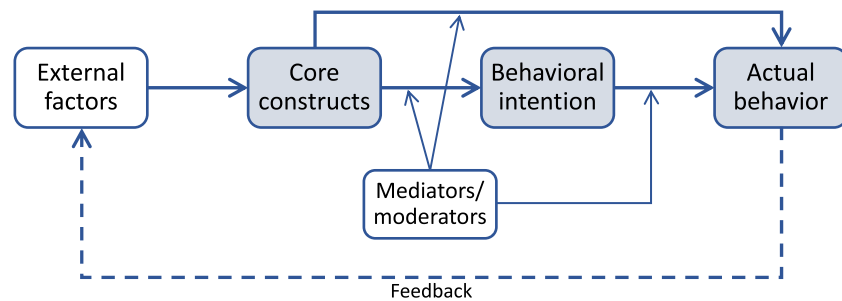 External
factors
Core
constructs
Behavioral
intention
Actual
behavior
Mediators/
moderators
Feedback